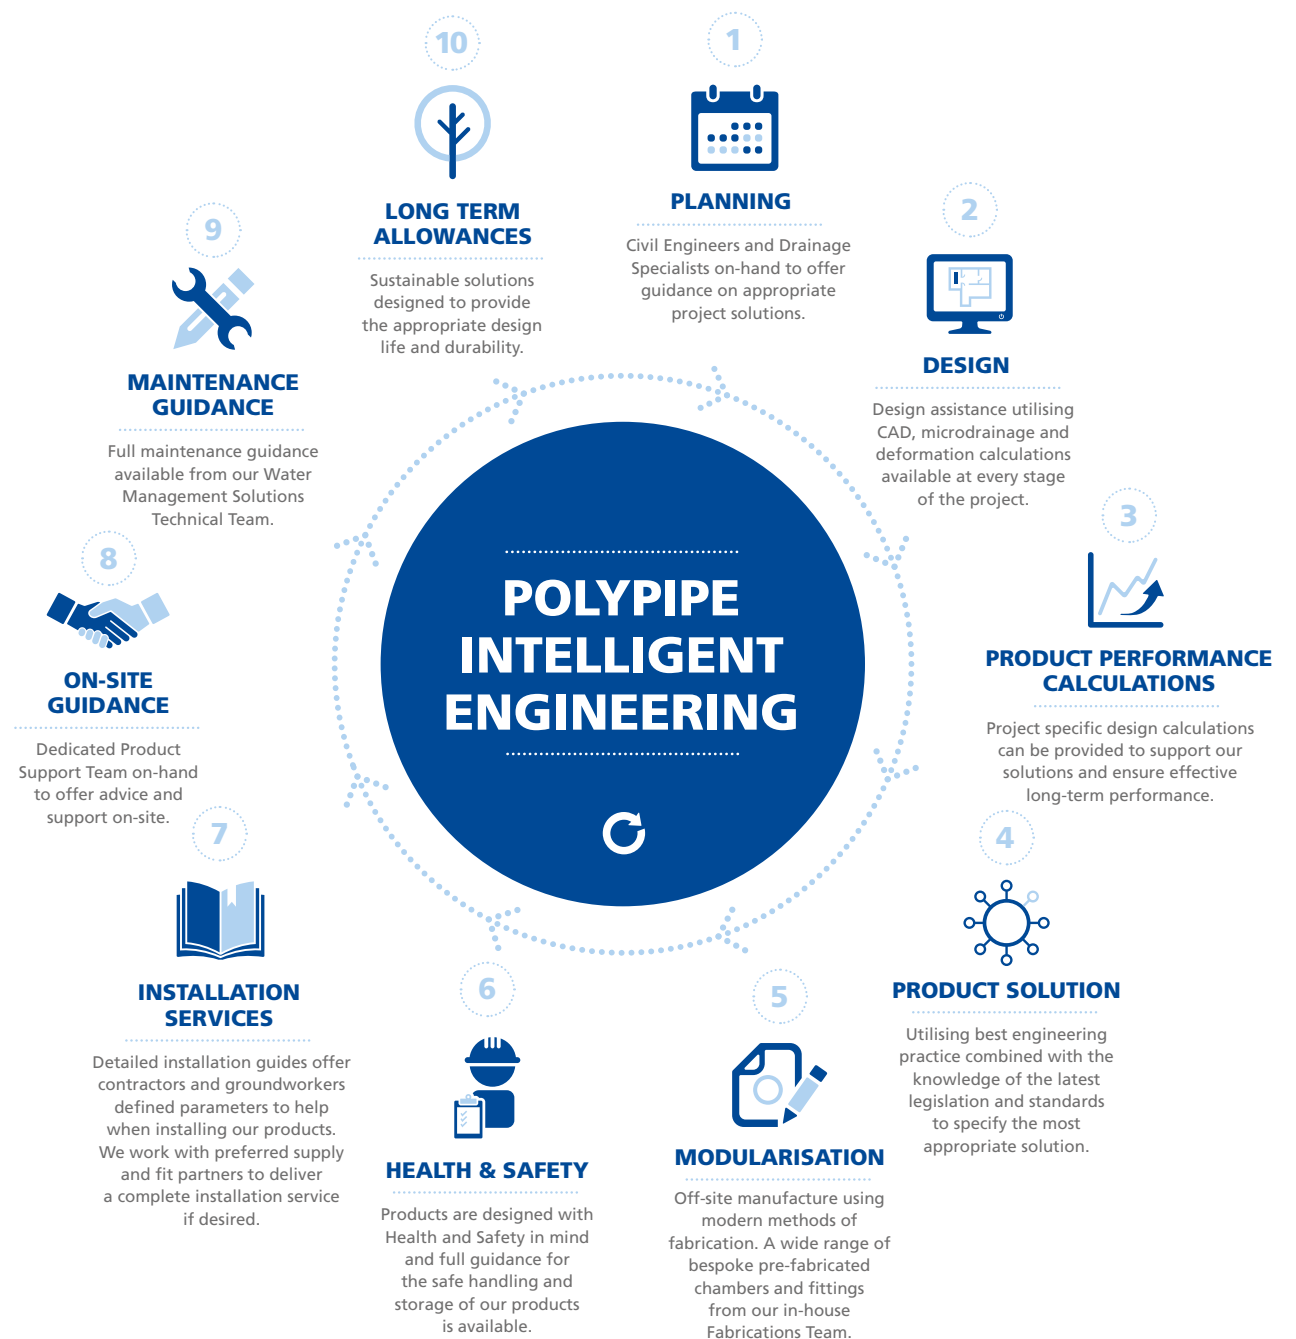 POLYPIPE
INTELLIGENT
ENGINEERING
1
PLANNING
Civil Engineers and Drainage
Specialists on-hand to offer
guidance on appropriate
project solutions.
2
DESIGN
Design assistance utilising
CAD, microdrainage and
deformation calculations
available at every stage
of the project.
3
PRODUCT PERFORMANCE
CALCULATIONS
Project specific design calculations
can be provided to support our
solutions and ensure effective
long-term performance.
4
PRODUCT SOLUTION
Utilising best engineering
practice combined with the
knowledge of the latest
legislation and standards
to specify the most
appropriate solution.
5
MODULARISATION
Off-site manufacture using
modern methods of
fabrication. A wide range of
bespoke pre-fabricated
chambers and fittings
from our in-house
Fabrications Team.
6
HEALTH & SAFETY
Products are designed with
Health and Safety in mind
and full guidance for
the safe handling and
storage of our products
is available.
7
INSTALLATION
SERVICES
Detailed installation guides offer
contractors and groundworkers
defined parameters to help
when installing our products.
We work with preferred supply
and fit partners to deliver
a complete installation service
if desired.
8
ON-SITE
GUIDANCE
Dedicated Product
Support Team on-hand
to offer advice and
support on-site.
9
MAINTENANCE
GUIDANCE
Full maintenance guidance
available from our Water
Management Solutions
Technical Team.
10
LONG TERM
ALLOWANCES
Sustainable solutions
designed to provide
the appropriate design
life and durability.